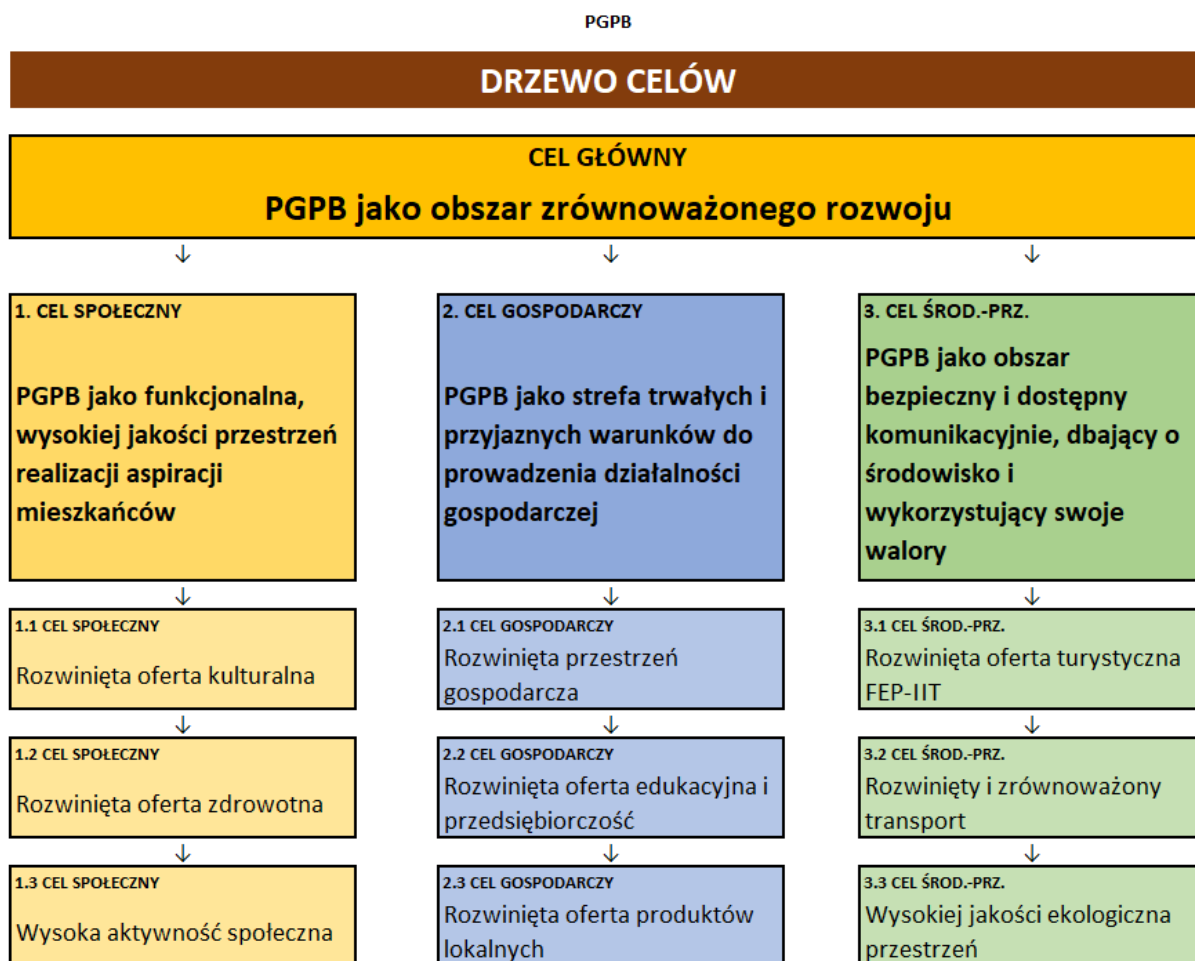 PGPB
DRZEWO CELÓW
CEL GŁÓWNY
PGPB jako obszar zrównoważonego rozwoju
↓ ↓ ↓
1. CEL SPOŁECZNY
PGPB jako funkcjonalna,
wysokiej jakości przestrzeń
realizacji aspiracji
mieszkańców
2. CEL GOSPODARCZY
PGPB jako strefa trwałych i
przyjaznych warunków do
prowadzenia działalności
gospodarczej
3. CEL ŚROD.-PRZ.
PGPB jako obszar
bezpieczny i dostępny
komunikacyjnie, dbający o
środowisko i
wykorzystujący swoje
walory
↓ ↓ ↓
1.1 CEL SPOŁECZNY
Rozwinięta oferta kulturalna
2.1 CEL GOSPODARCZY
Rozwinięta przestrzeń
gospodarcza
3.1 CEL ŚROD.-PRZ.
Rozwinięta oferta turystyczna
FEP-IIT
↓ ↓ ↓
1.2 CEL SPOŁECZNY
Rozwinięta oferta zdrowotna
2.2 CEL GOSPODARCZY
Rozwinięta oferta edukacyjna i
przedsiębiorczość
3.2 CEL ŚROD.-PRZ.
Rozwinięty i zrównoważony
transport
↓ ↓ ↓
1.3 CEL SPOŁECZNY
Wysoka aktywność społeczna
2.3 CEL GOSPODARCZY
Rozwinięta oferta produktów
lokalnych
3.3 CEL ŚROD.-PRZ.
Wysokiej jakości ekologiczna
przestrzeń